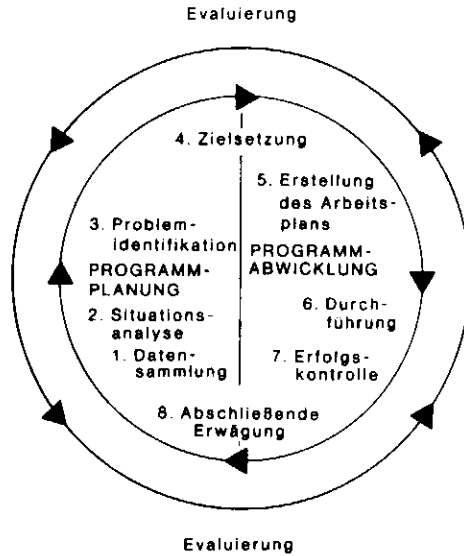 Evaluierung
4. Zielsetzung
5. Erstellung
des Arbeits-
plans
3. Problem-
identifikation
PROGRAMM-
ABWICKLUNG
PROGRAMM-
PLANUNG
6. Durch-
führung
2. Situations-
analyse
1. Daten-
sammlung
7. Erfolgs-
kontrolle
8. Abschließende
Erwägung
Evaluierung